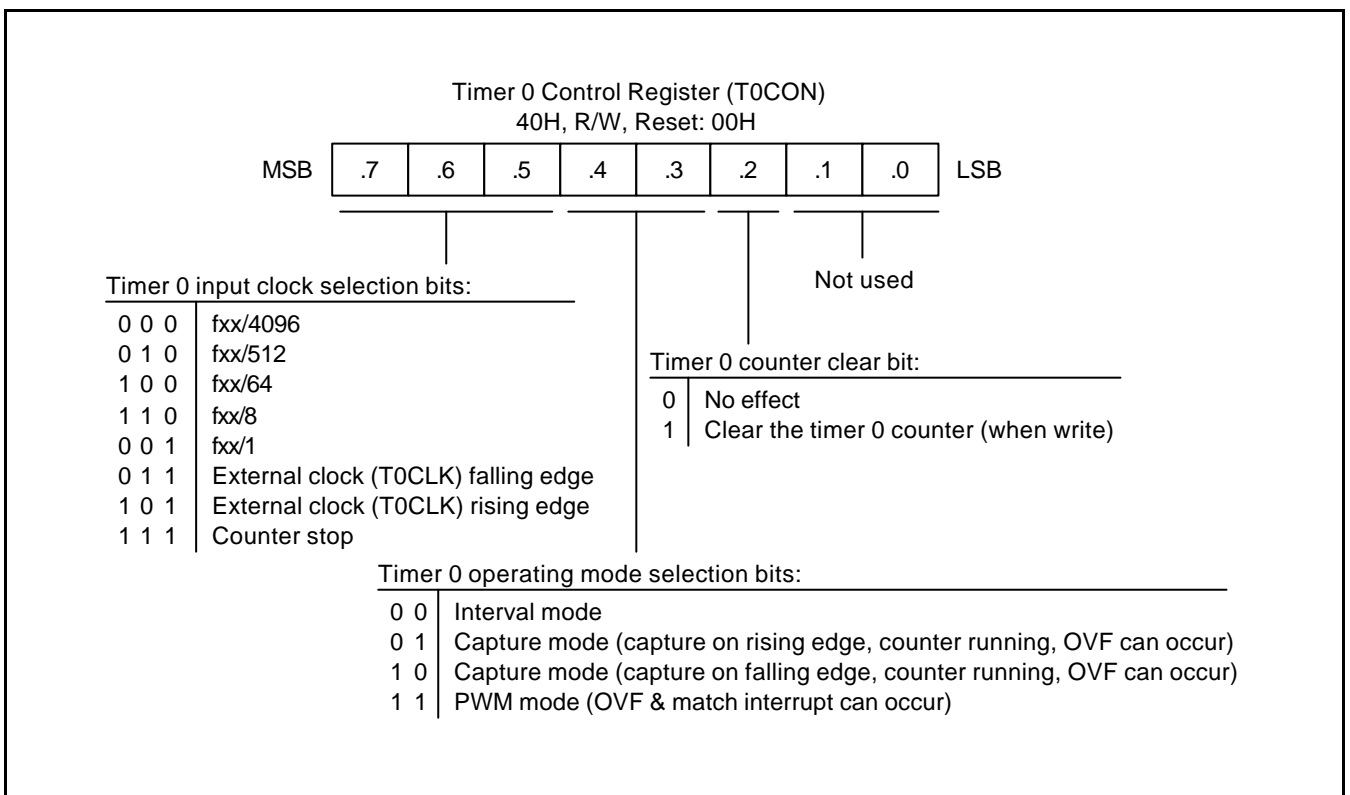 Timer 0 Control Register (T0CON)
40H, R/W, Reset: 00H
MSB .7 .6 .5 .4 .3 .2 .1 .0 LSB
Not used
Timer 0 input clock selection bits:
0 0 0 fxx/4096
0 1 0 fxx/512
1 0 0 fxx/64
1 1 0 fxx/8
0 0 1 fxx/1
0 1 1 External clock (T0CLK) falling edge
1 0 1 External clock (T0CLK) rising edge
1 1 1 Counter stop
Timer 0 counter clear bit:
0 No effect
1 Clear the timer 0 counter (when write)
Timer 0 operating mode selection bits:
0 0 Interval mode
0 1 Capture mode (capture on rising edge, counter running, OVF can occur)
1 0 Capture mode (capture on falling edge, counter running, OVF can occur)
1 1 PWM mode (OVF & match interrupt can occur)